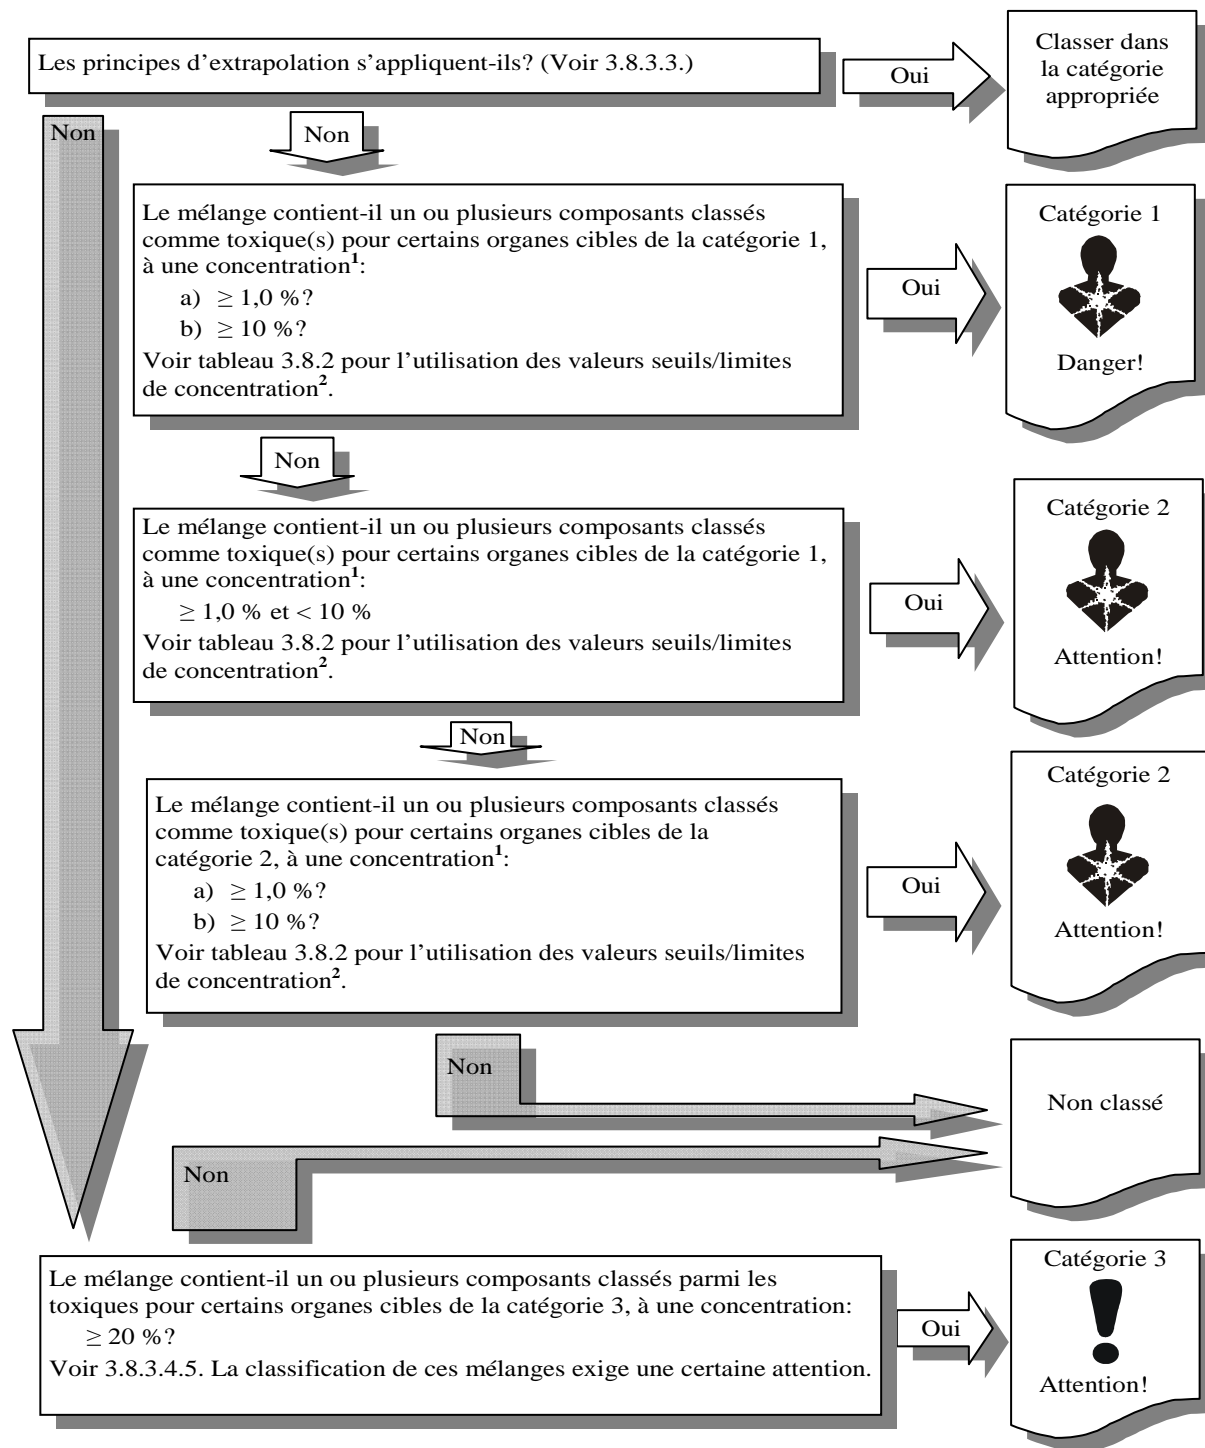 Les principes d'extrapolation s'appliquent-ils? (Voir 3.8.3.3.)
Oui
Classer dans
la catégorie
appropriée
Non
Non
Le mélange contient-il un ou plusieurs composants classés
comme toxique(s) pour certains organes cibles de la catégorie 1,
à une concentration¹:
a) ≥ 1,0 %?
b) ≥ 10 %?
Voir tableau 3.8.2 pour l'utilisation des valeurs seuils/limites
de concentration².
Oui
Catégorie 1
Danger!
Non
Le mélange contient-il un ou plusieurs composants classés
comme toxique(s) pour certains organes cibles de la catégorie 1,
à une concentration¹:
≥ 1,0 % et < 10 %
Voir tableau 3.8.2 pour l'utilisation des valeurs seuils/limites
de concentration².
Oui
Catégorie 2
Attention!
Non
Le mélange contient-il un ou plusieurs composants classés
comme toxique(s) pour certains organes cibles de la
catégorie 2, à une concentration¹:
a) ≥ 1,0 %?
b) ≥ 10 %?
Voir tableau 3.8.2 pour l'utilisation des valeurs seuils/limites
de concentration².
Oui
Catégorie 2
Attention!
Non
Non classé
Non
Le mélange contient-il un ou plusieurs composants classés parmi les
toxiques pour certains organes cibles de la catégorie 3, à une concentration:
≥ 20 %?
Voir 3.8.3.4.5. La classification de ces mélanges exige une certaine attention.
Oui
Catégorie 3
Attention!